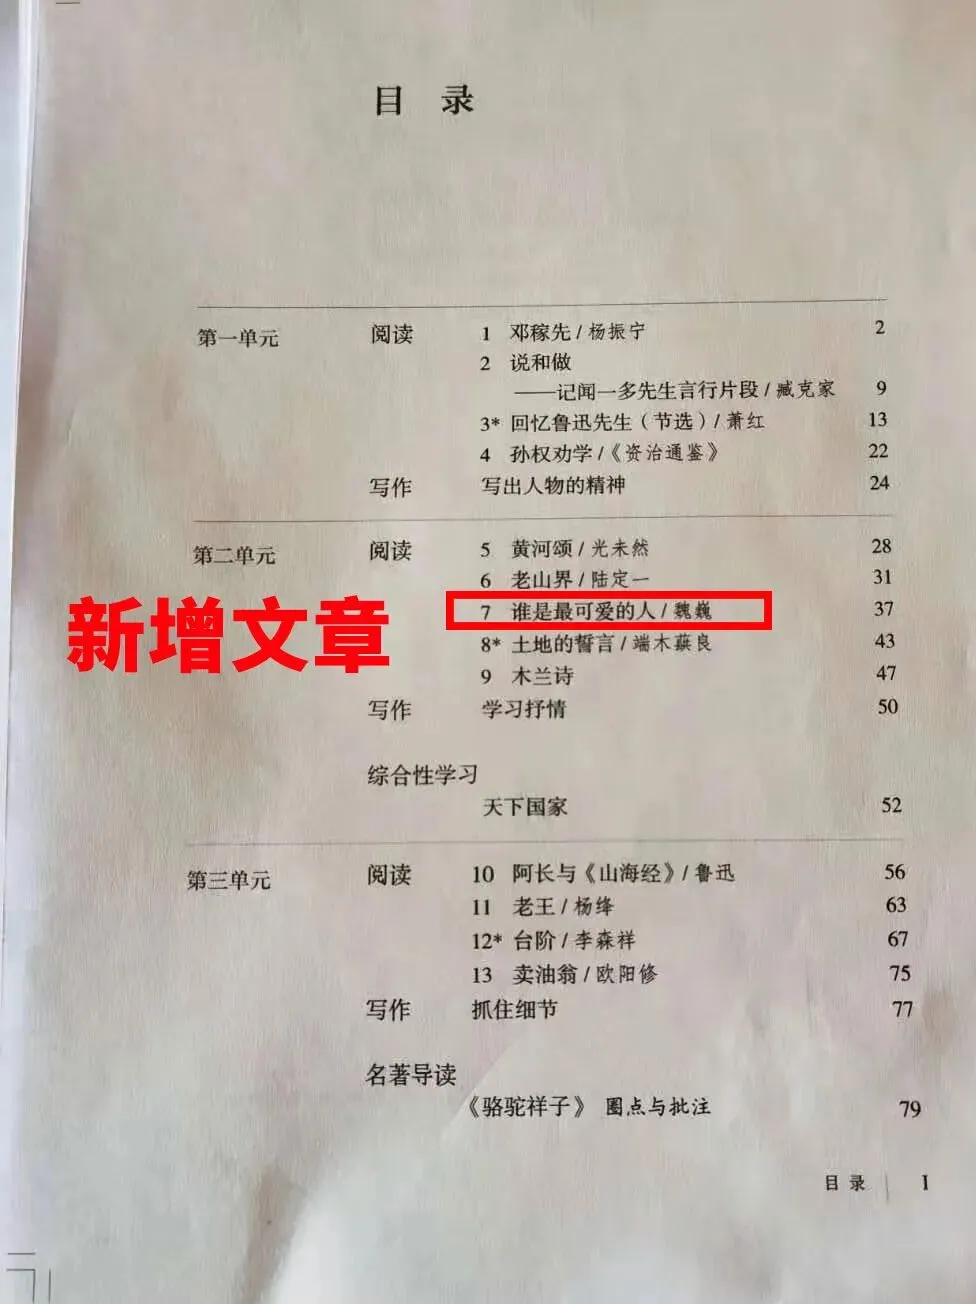 目 录
第一单元 阅读 1 邓稼先 / 杨振宁 2
2 说和做
——记闻一多先生言行片段 / 臧克家 9
3* 回忆鲁迅先生（节选）/ 萧红 13
4 孙权劝学 /《资治通鉴》 22
写作 写出人物的精神 24
第二单元 阅读 5 黄河颂 / 光未然 28
6 老山界 / 陆定一 31
新增文章 7 谁是最可爱的人 / 魏巍 37
8* 土地的誓言 / 端木蕻良 43
9 木兰诗 47
写作 学习抒情 50
综合性学习
天下国家 52
第三单元 阅读 10 阿长与《山海经》/ 鲁迅 56
11 老王 / 杨绛 63
12* 台阶 / 李森祥 67
13 卖油翁 / 欧阳修 75
写作 抓住细节 77
名著导读
《骆驼祥子》 圈点与批注 79
目 录 1